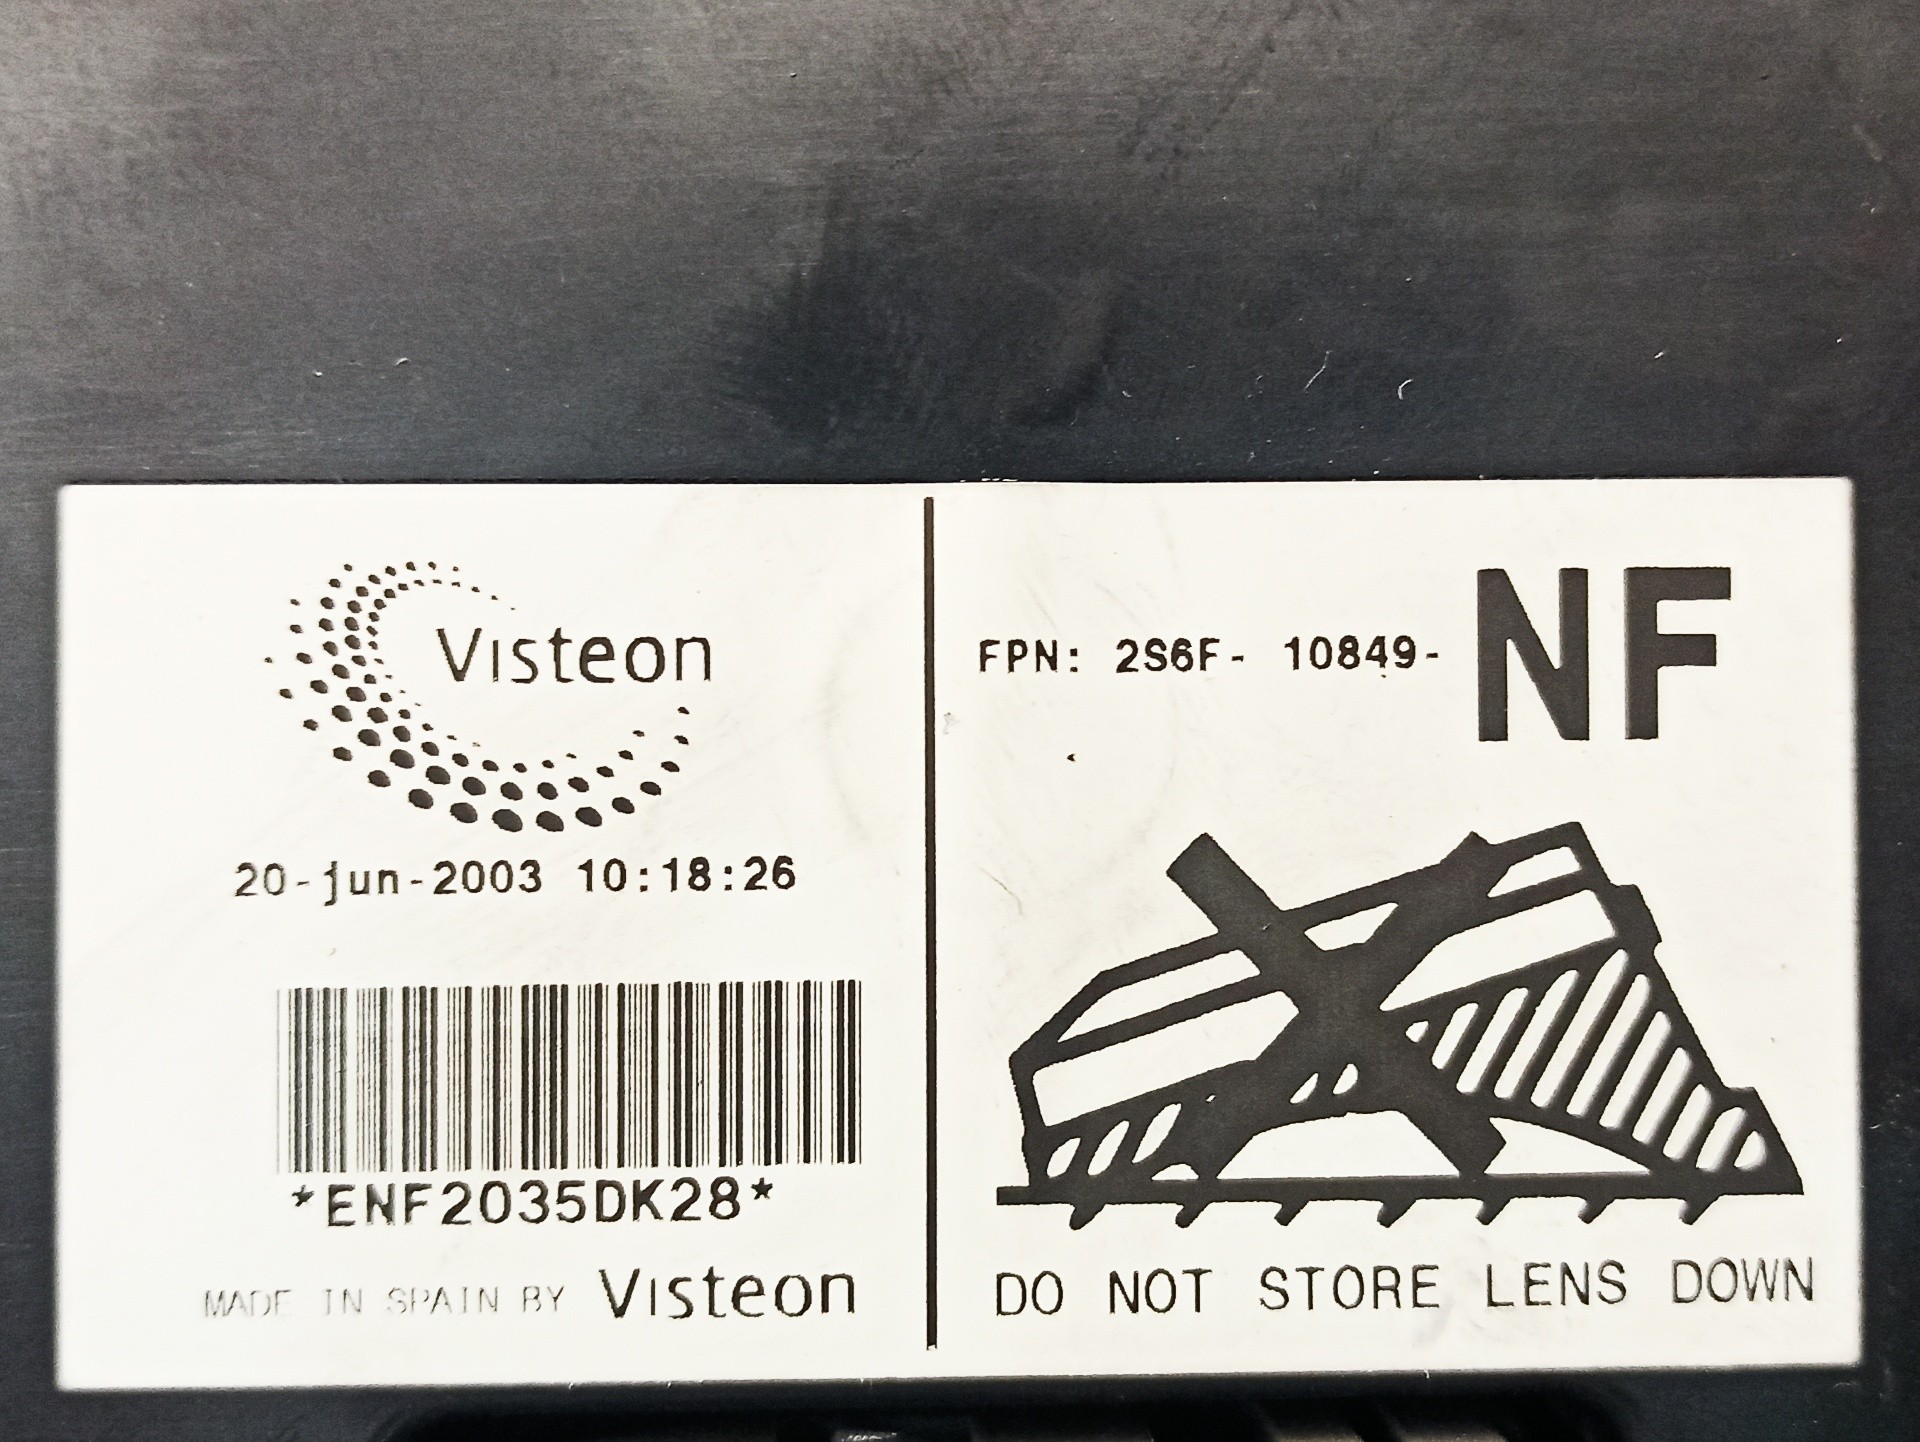 Visteon
20-jun-2003 10:18:26
*ENF2035DK28*
MADE IN SPAIN BY Visteon
FPN: 2S6F- 10849- NF
DO NOT STORE LENS DOWN